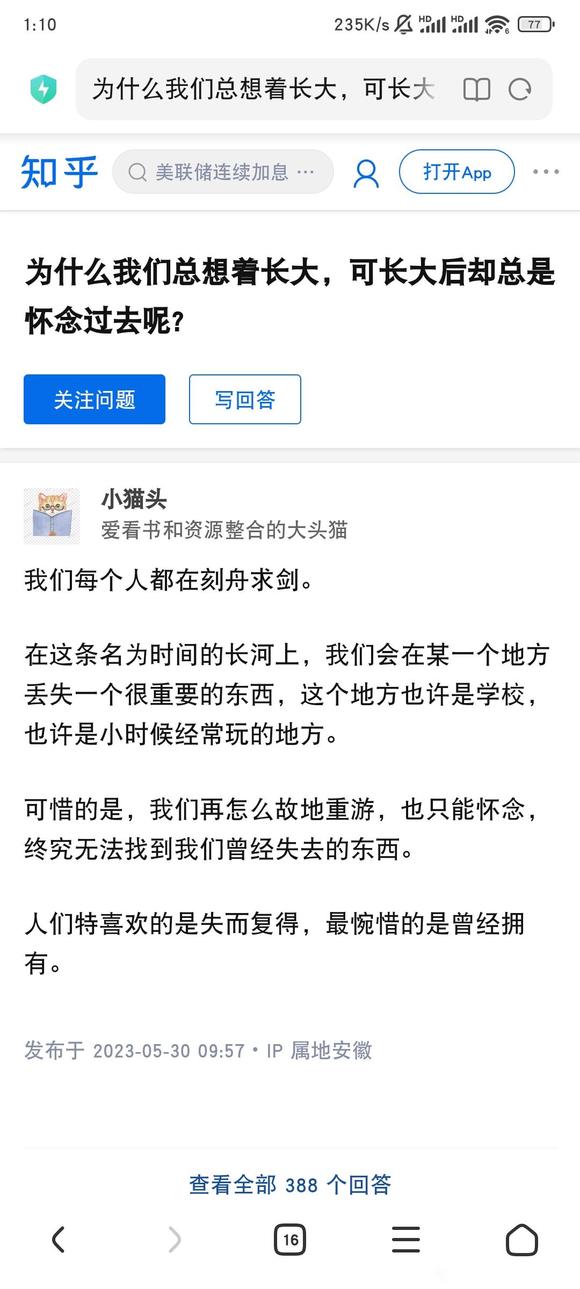 1:10 235K/s HD HD 6 77
为什么我们总想着长大，可长大
知乎 美联储连续加息 … 打开App
为什么我们总想着长大，可长大后却总是
怀念过去呢?
关注问题 写回答
小猫头
爱看书和资源整合的大头猫
我们每个人都在刻舟求剑。
在这条名为时间的长河上，我们会在某一个地方
丢失一个很重要的东西，这个地方也许是学校，
也许是小时候经常玩的地方。
可惜的是，我们再怎么故地重游，也只能怀念，
终究无法找到我们曾经失去的东西。
人们特喜欢的是失而复得，最惋惜的是曾经拥
有。
发布于 2023-05-30 09:57・IP 属地安徽
查看全部 388 个回答
16